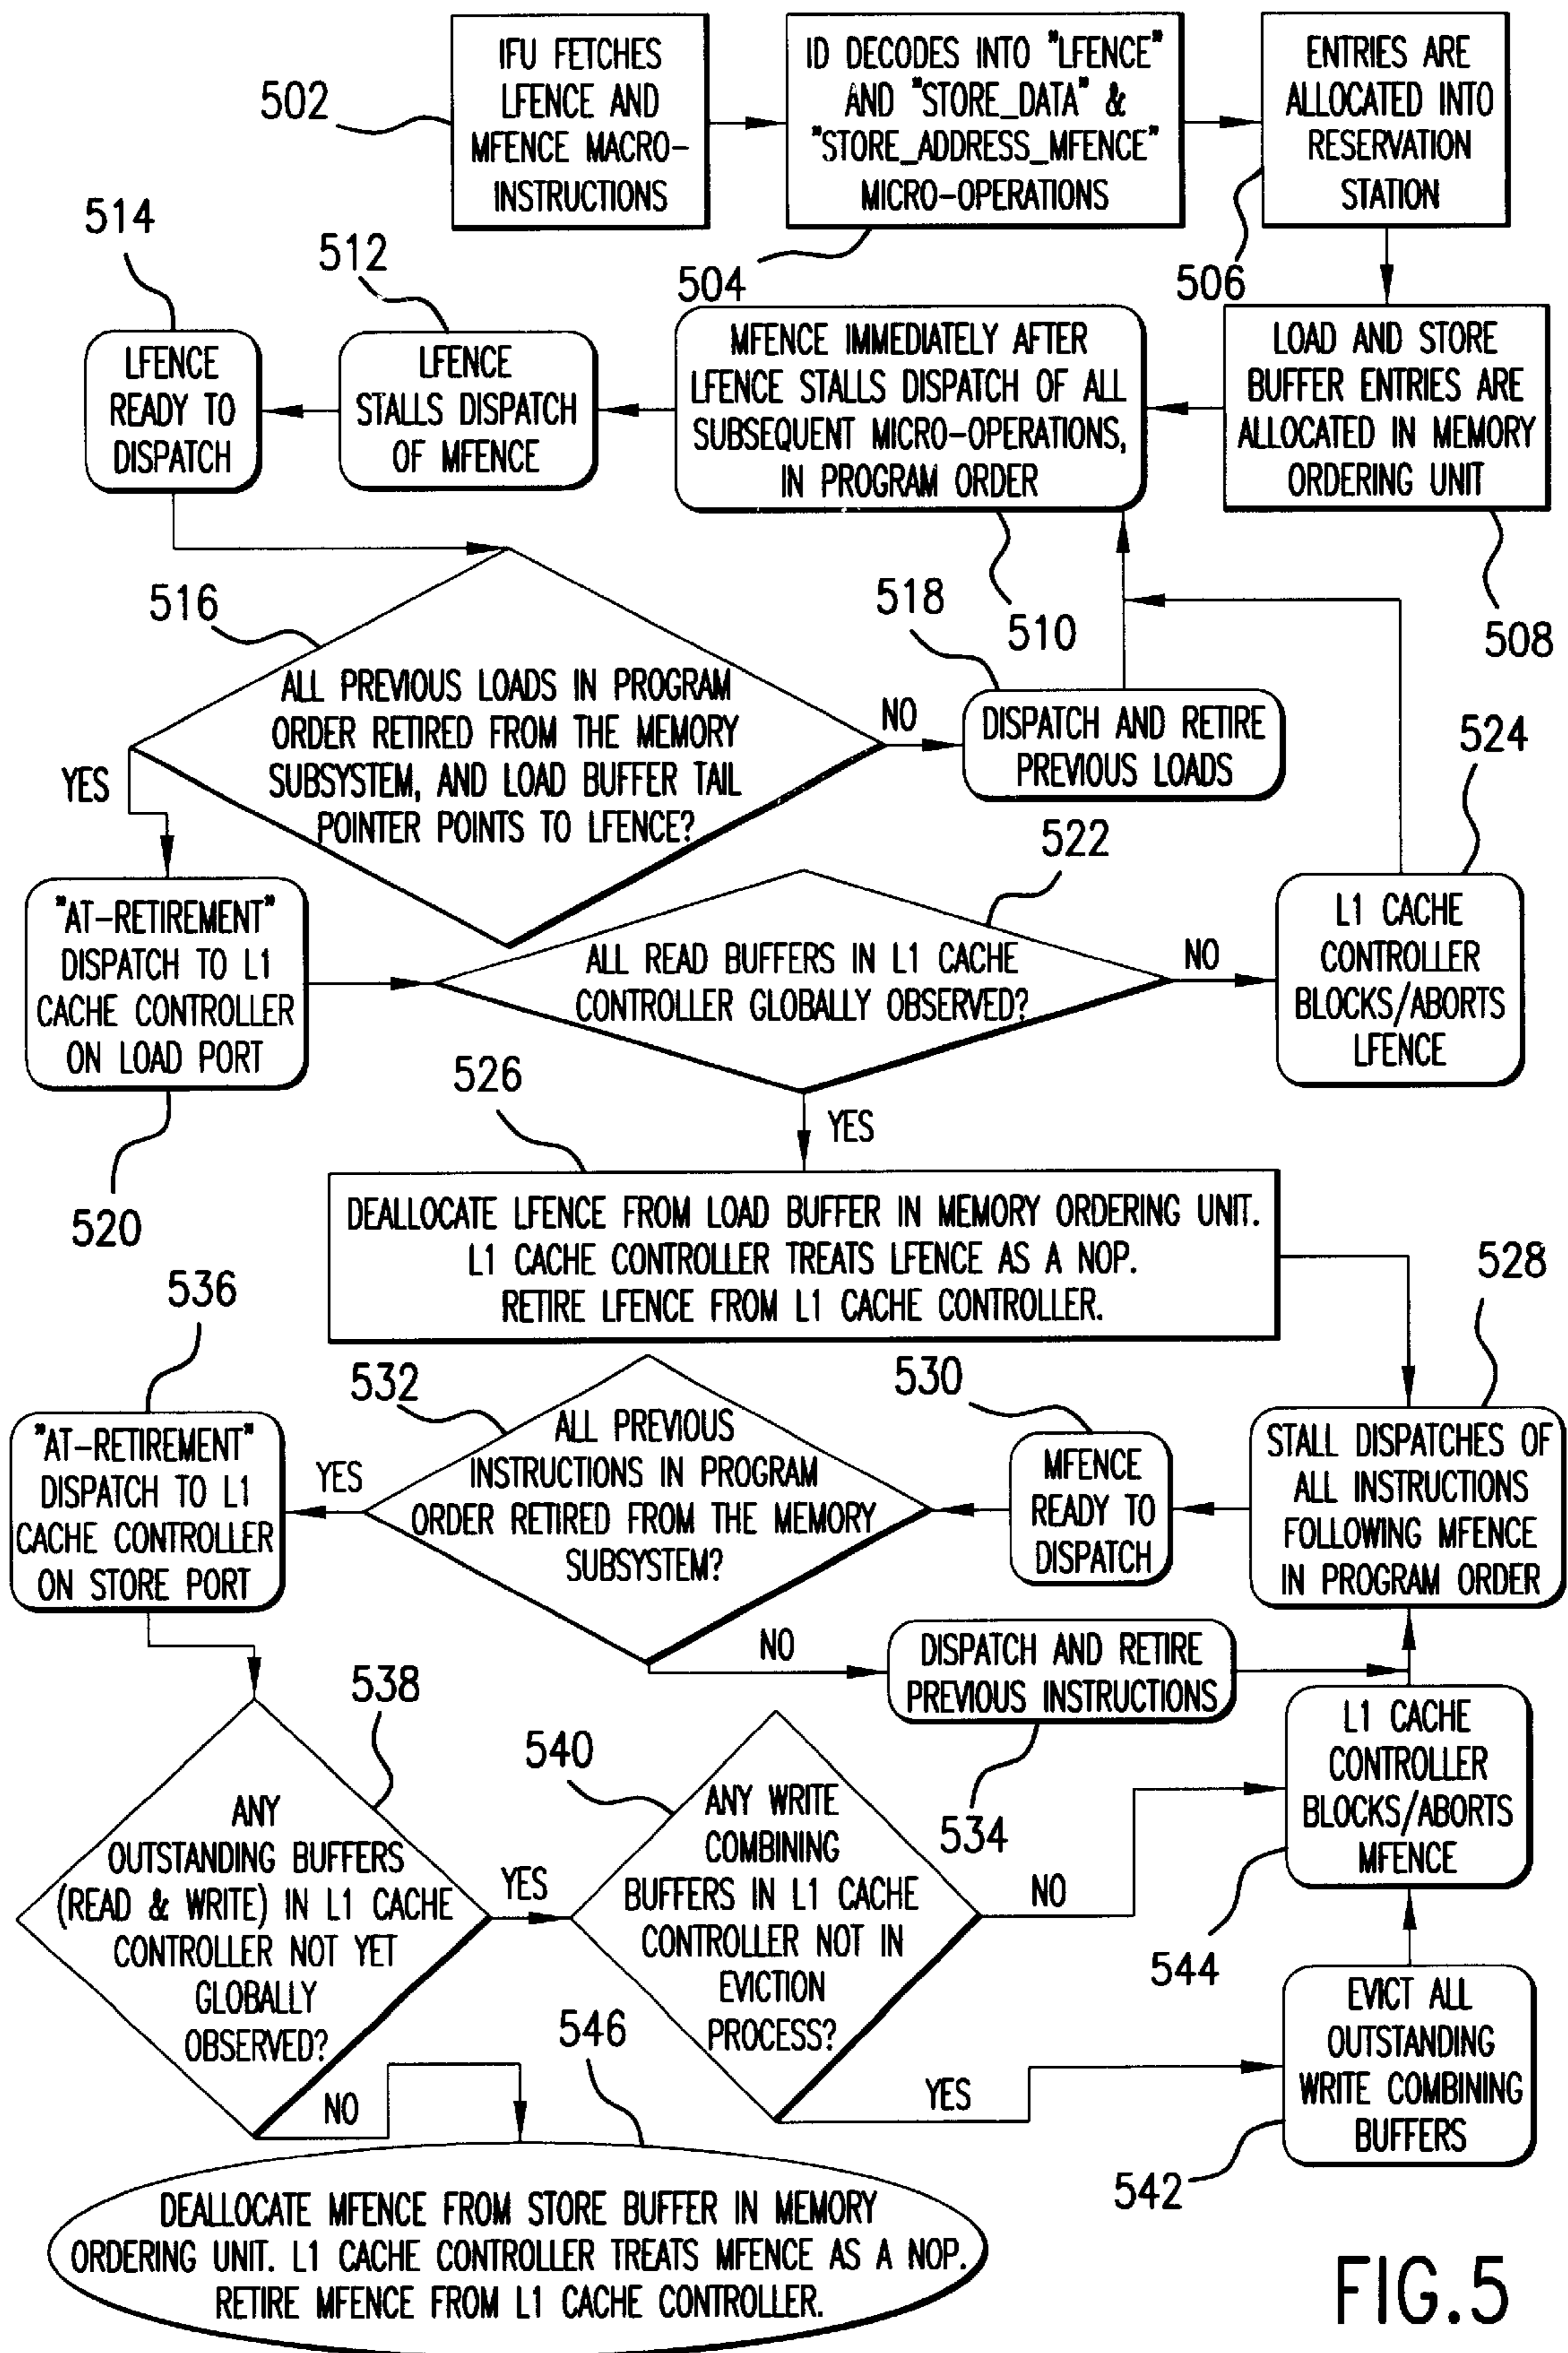 502
IFU FETCHES
LFENCE AND
MFENCE MACRO-
INSTRUCTIONS
504
ID DECODES INTO "LFENCE"
AND "STORE_DATA" &
"STORE_ADDRESS_MFENCE"
MICRO-OPERATIONS
506
ENTRIES ARE
ALLOCATED INTO
RESERVATION
STATION
508
LOAD AND STORE
BUFFER ENTRIES ARE
ALLOCATED IN MEMORY
ORDERING UNIT
510
MFENCE IMMEDIATELY AFTER
LFENCE STALLS DISPATCH OF ALL
SUBSEQUENT MICRO-OPERATIONS,
IN PROGRAM ORDER
512
LFENCE
STALLS DISPATCH
OF MFENCE
514
LFENCE
READY TO
DISPATCH
516
ALL PREVIOUS LOADS IN PROGRAM
ORDER RETIRED FROM THE MEMORY
SUBSYSTEM, AND LOAD BUFFER TAIL
POINTER POINTS TO LFENCE?
NO
YES
518
DISPATCH AND RETIRE
PREVIOUS LOADS
520
"AT-RETIREMENT"
DISPATCH TO L1
CACHE CONTROLLER
ON LOAD PORT
522
ALL READ BUFFERS IN L1 CACHE
CONTROLLER GLOBALLY OBSERVED?
NO
YES
524
L1 CACHE
CONTROLLER
BLOCKS/ABORTS
LFENCE
526
DEALLOCATE LFENCE FROM LOAD BUFFER IN MEMORY ORDERING UNIT.
L1 CACHE CONTROLLER TREATS LFENCE AS A NOP.
RETIRE LFENCE FROM L1 CACHE CONTROLLER.
528
STALL DISPATCHES OF
ALL INSTRUCTIONS
FOLLOWING MFENCE
IN PROGRAM ORDER
530
MFENCE
READY TO
DISPATCH
532
ALL PREVIOUS
INSTRUCTIONS IN PROGRAM
ORDER RETIRED FROM THE MEMORY
SUBSYSTEM?
YES
NO
534
DISPATCH AND RETIRE
PREVIOUS INSTRUCTIONS
536
"AT-RETIREMENT"
DISPATCH TO L1
CACHE CONTROLLER
ON STORE PORT
538
ANY
OUTSTANDING BUFFERS
(READ & WRITE) IN L1 CACHE
CONTROLLER NOT YET
GLOBALLY
OBSERVED?
YES
NO
540
ANY WRITE
COMBINING
BUFFERS IN L1 CACHE
CONTROLLER NOT IN
EVICTION
PROCESS?
NO
YES
544
L1 CACHE
CONTROLLER
BLOCKS/ABORTS
MFENCE
542
EVICT ALL
OUTSTANDING
WRITE COMBINING
BUFFERS
546
DEALLOCATE MFENCE FROM STORE BUFFER IN MEMORY
ORDERING UNIT. L1 CACHE CONTROLLER TREATS MFENCE AS A NOP.
RETIRE MFENCE FROM L1 CACHE CONTROLLER.
FIG.5